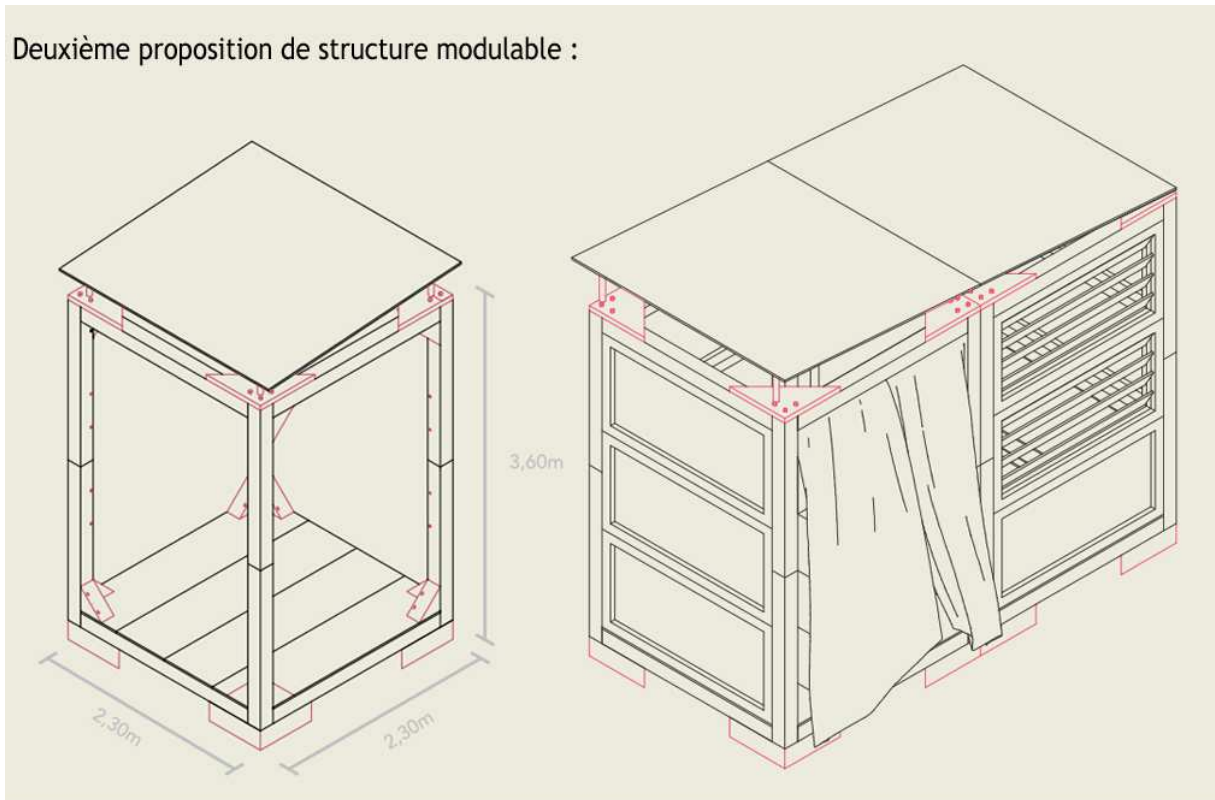 Deuxième proposition de structure modulable :
3,60m
2,30m
2,30m